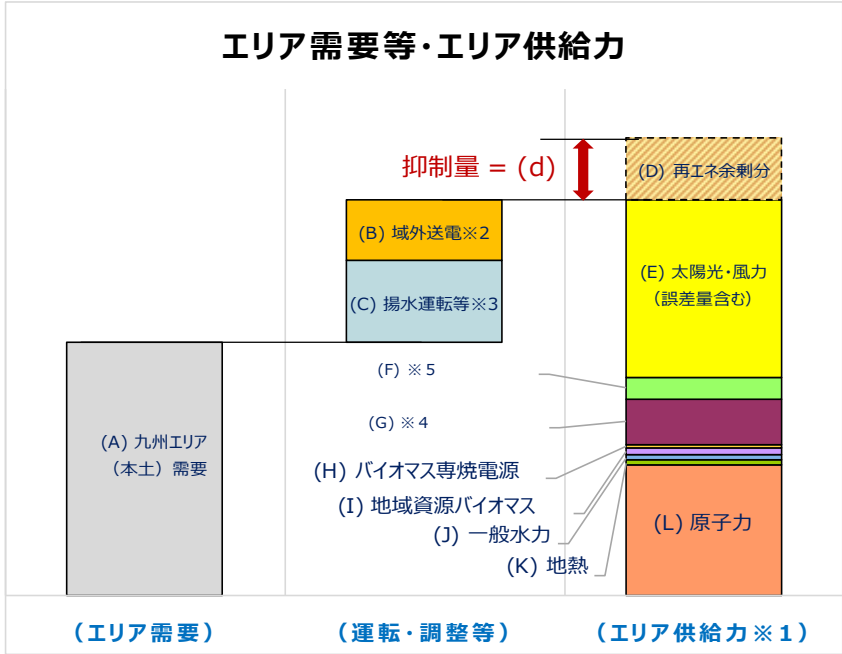 エリア需要等・エリア供給力
抑制量 = (d)
(D) 再エネ余剰分
(B) 域外送電※2
(C) 揚水運転等※3
(E) 太陽光・風力
(誤差量含む)
(F) ※5
(G) ※4
(A) 九州エリア
（本土）需要
(H) バイオマス専焼電源
(I) 地域資源バイオマス
(J) 一般水力
(K) 地熱
(L) 原子力
（エリア需要）
（運転・調整等）
（エリア供給力※1）